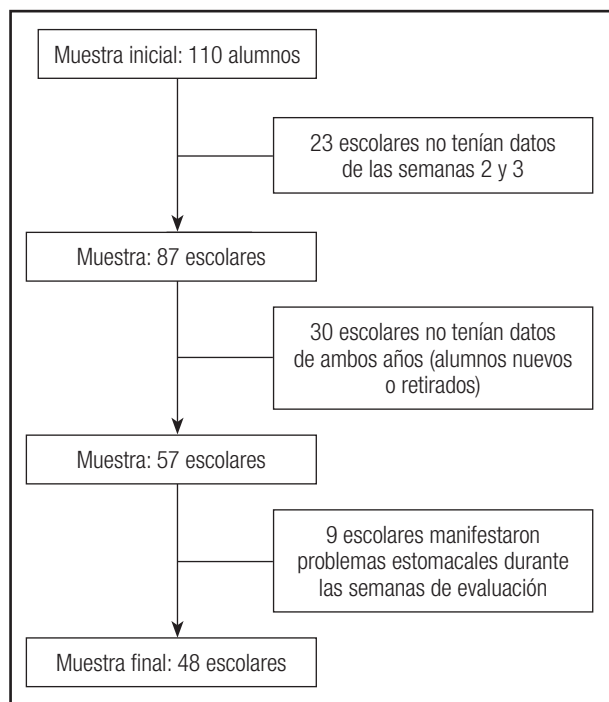 Muestra inicial: 110 alumnos
23 escolares no tenían datos
de las semanas 2 y 3
Muestra: 87 escolares
30 escolares no tenían datos
de ambos años (alumnos nuevos
o retirados)
Muestra: 57 escolares
9 escolares manifestaron
problemas estomacales durante
las semanas de evaluación
Muestra final: 48 escolares